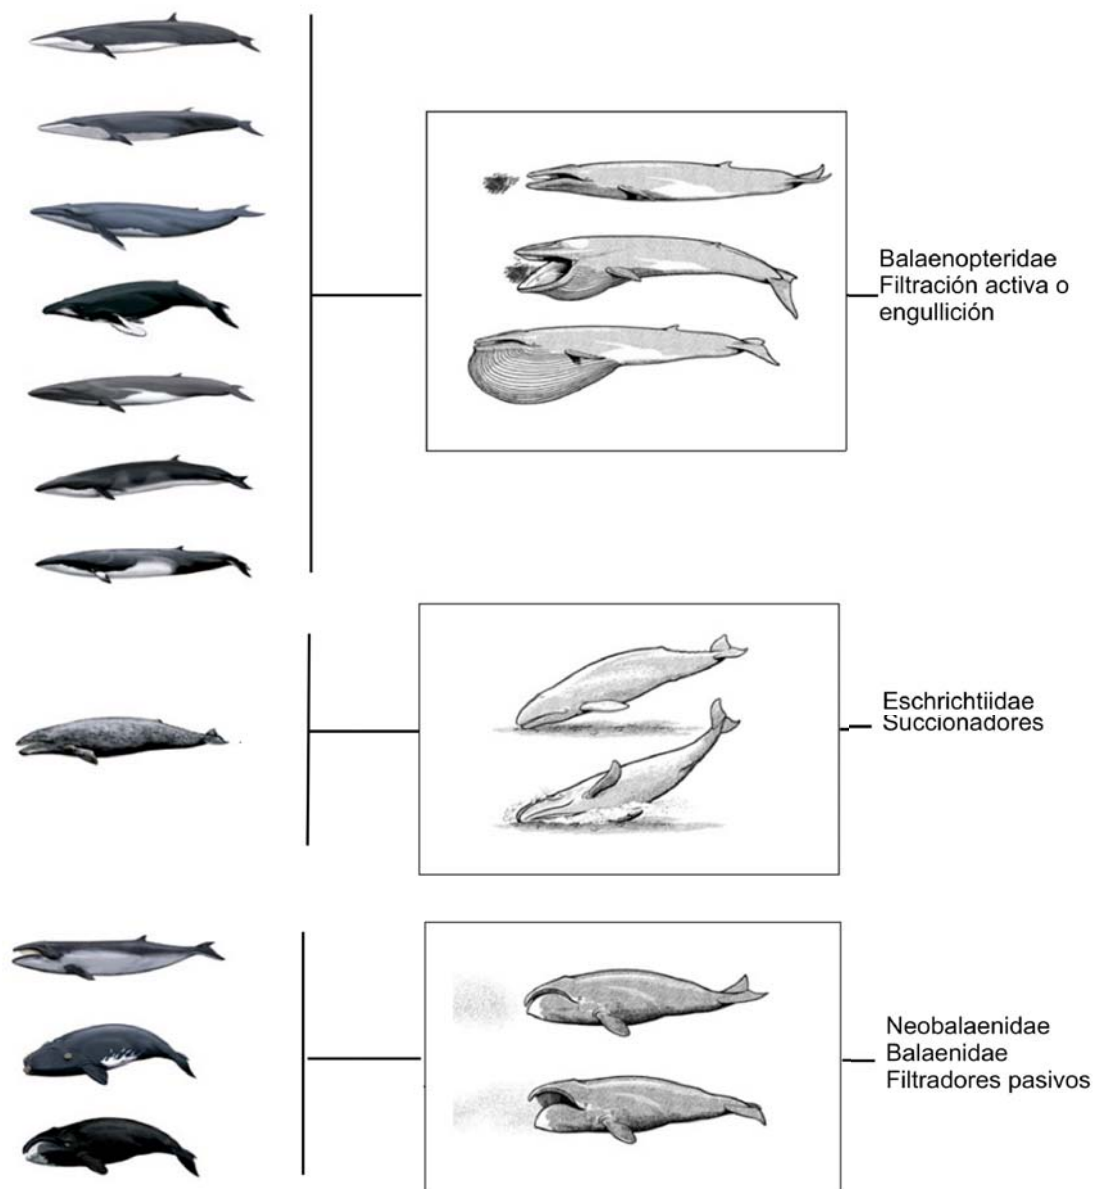 Balaenopteridae
Filtración activa o
engullición
Eschrichtiidae
Succionadores
Neobalaenidae
Balaenidae
Filtradores pasivos